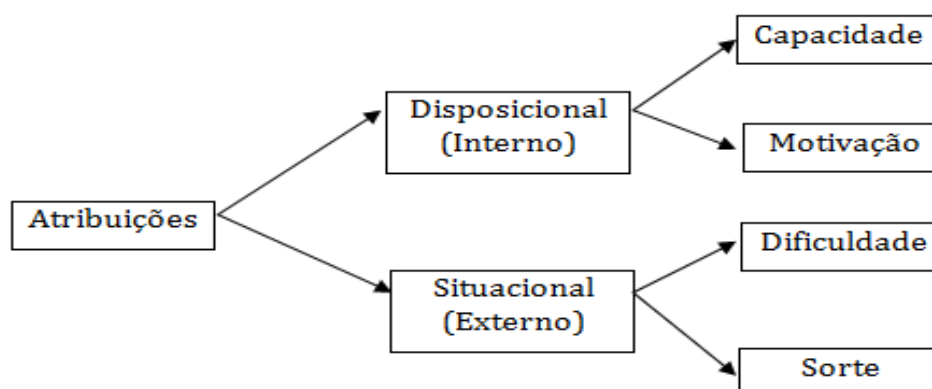 Atribuições
Disposicional
(Interno)
Capacidade
Motivação
Situacional
(Externo)
Dificuldade
Sorte